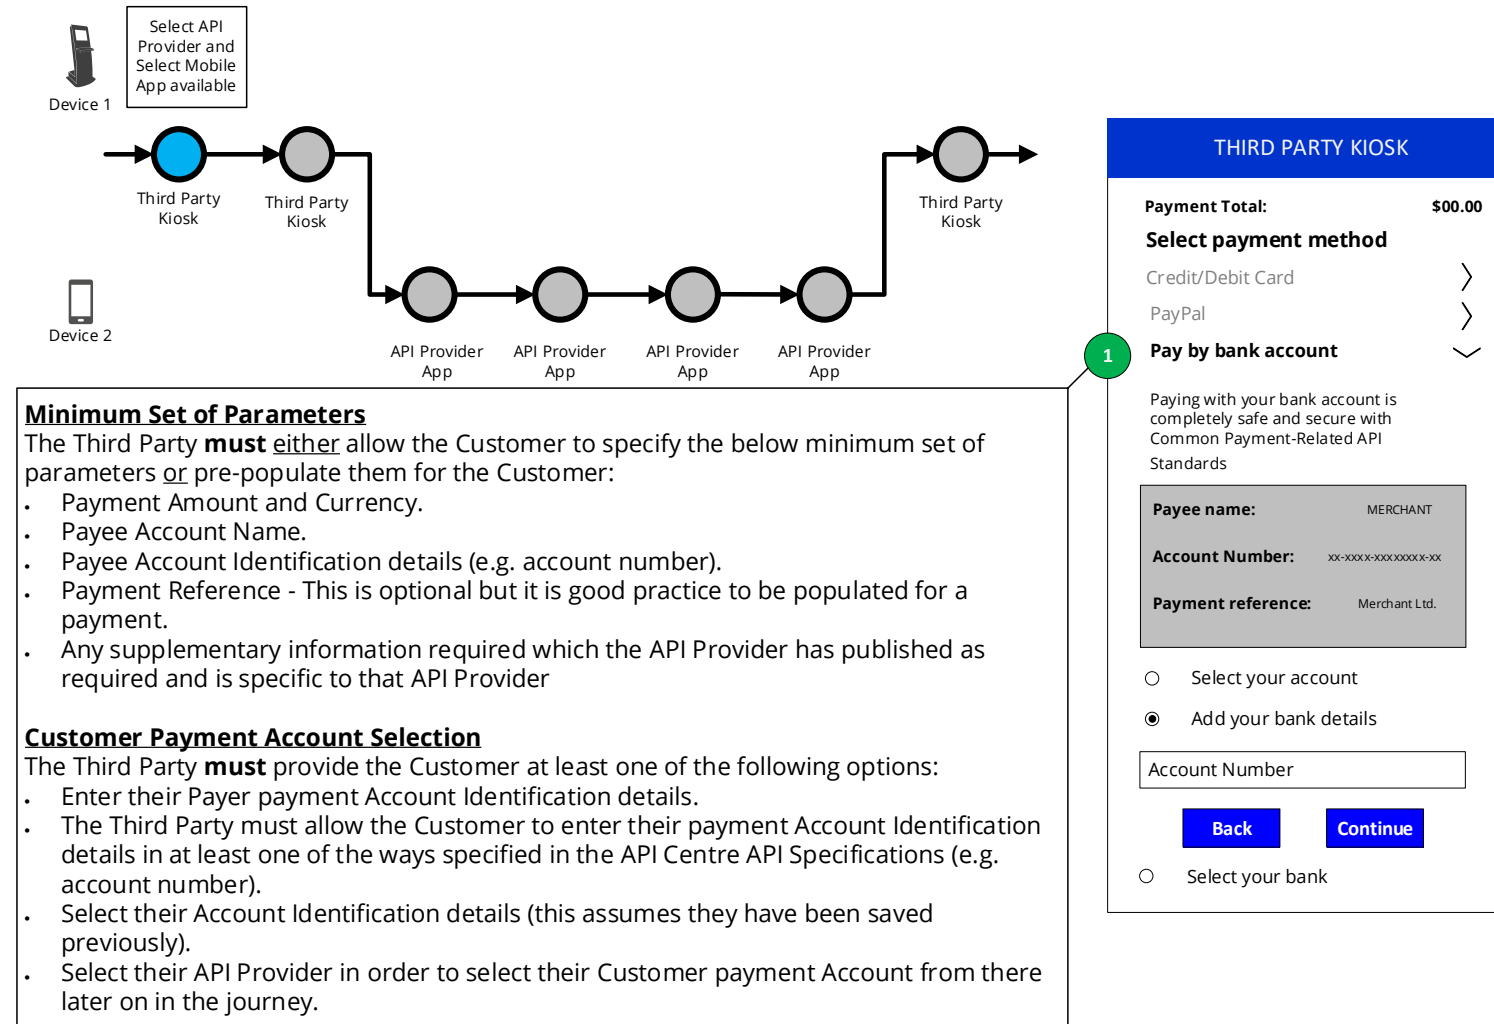 Select API
Provider and
Select Mobile
App available
Device 1
Third Party
Kiosk
Third Party
Kiosk
Third Party
Kiosk
Device 2
API Provider
App
API Provider
App
API Provider
App
API Provider
App
Minimum Set of Parameters
The Third Party must either allow the Customer to specify the below minimum set of
parameters or pre-populate them for the Customer:
• Payment Amount and Currency.
• Payee Account Name.
• Payee Account Identification details (e.g. account number).
• Payment Reference - This is optional but it is good practice to be populated for a
payment.
• Any supplementary information required which the API Provider has published as
required and is specific to that API Provider
Customer Payment Account Selection
The Third Party must provide the Customer at least one of the following options:
• Enter their Payer payment Account Identification details.
• The Third Party must allow the Customer to enter their payment Account Identification
details in at least one of the ways specified in the API Centre API Specifications (e.g.
account number).
• Select their Account Identification details (this assumes they have been saved
previously).
• Select their API Provider in order to select their Customer payment Account from there
later on in the journey.
THIRD PARTY KIOSK
Payment Total: $00.00
Select payment method
Credit/Debit Card
PayPal
1
Pay by bank account
Paying with your bank account is
completely safe and secure with
Common Payment-Related API
Standards
Payee name: MERCHANT
Account Number: xx-xxxx-xxxxxxxx-xx
Payment reference: Merchant Ltd.
Select your account
Add your bank details
Account Number
Back Continue
Select your bank